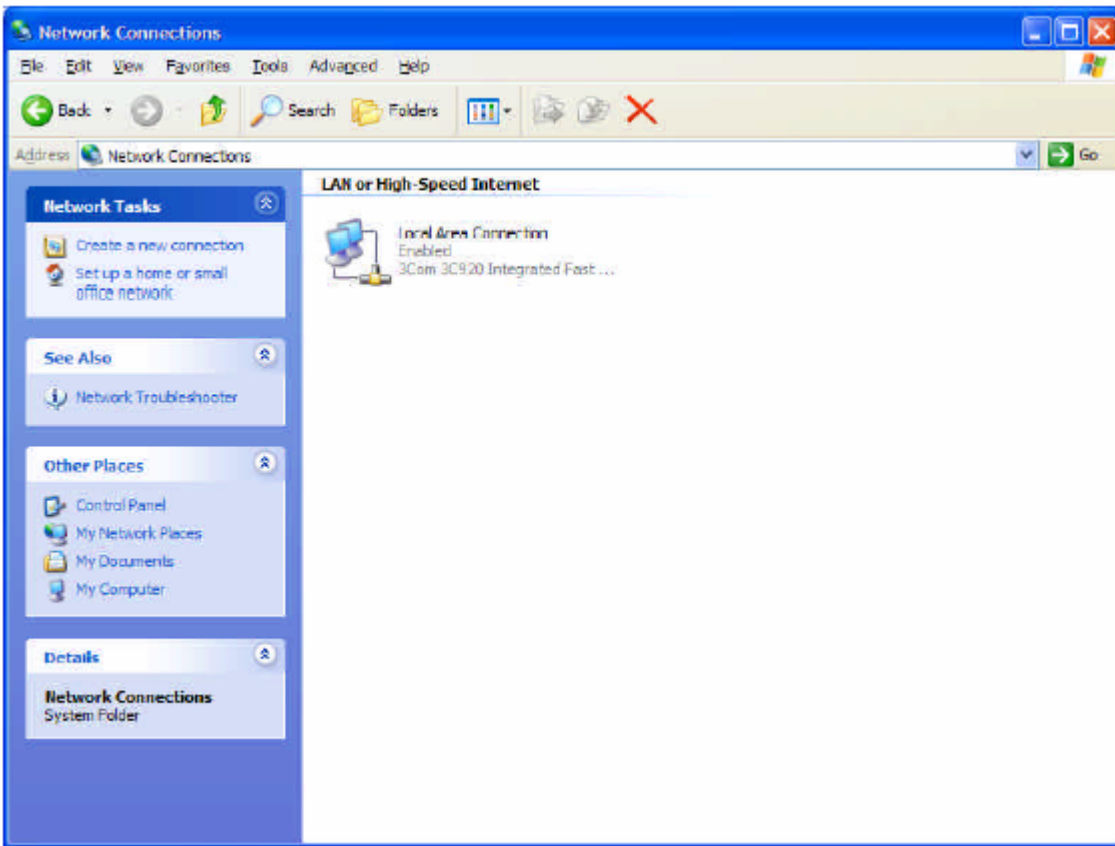 Network Connections
File Edit View Favorites Tools Advanced Help
Back Search Folders
Address Network Connections Go
Network Tasks
Create a new connection
Set up a home or small
office network
See Also
Network Troubleshooter
Other Places
Control Panel
My Network Places
My Documents
My Computer
Details
Network Connections
System Folder
LAN or High-Speed Internet
Local Area Connection
Enabled
3Com 3C920 Integrated Fast ...